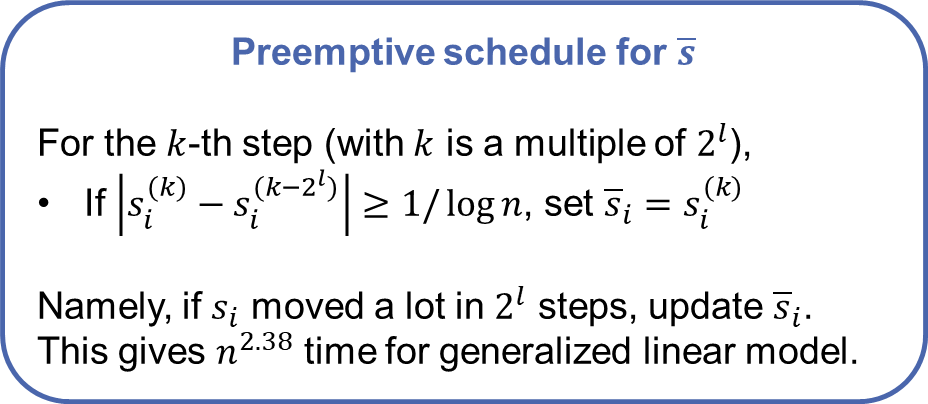 Preemptive schedule for s̅
For the k-th step (with k is a multiple of 2^l),
• If |s_i^(k) − s_i^(k−2^l)| ≥ 1/ log n, set s̅_i = s_i^(k)
Namely, if s_i moved a lot in 2^l steps, update s̅_i.
This gives n^2.38 time for generalized linear model.